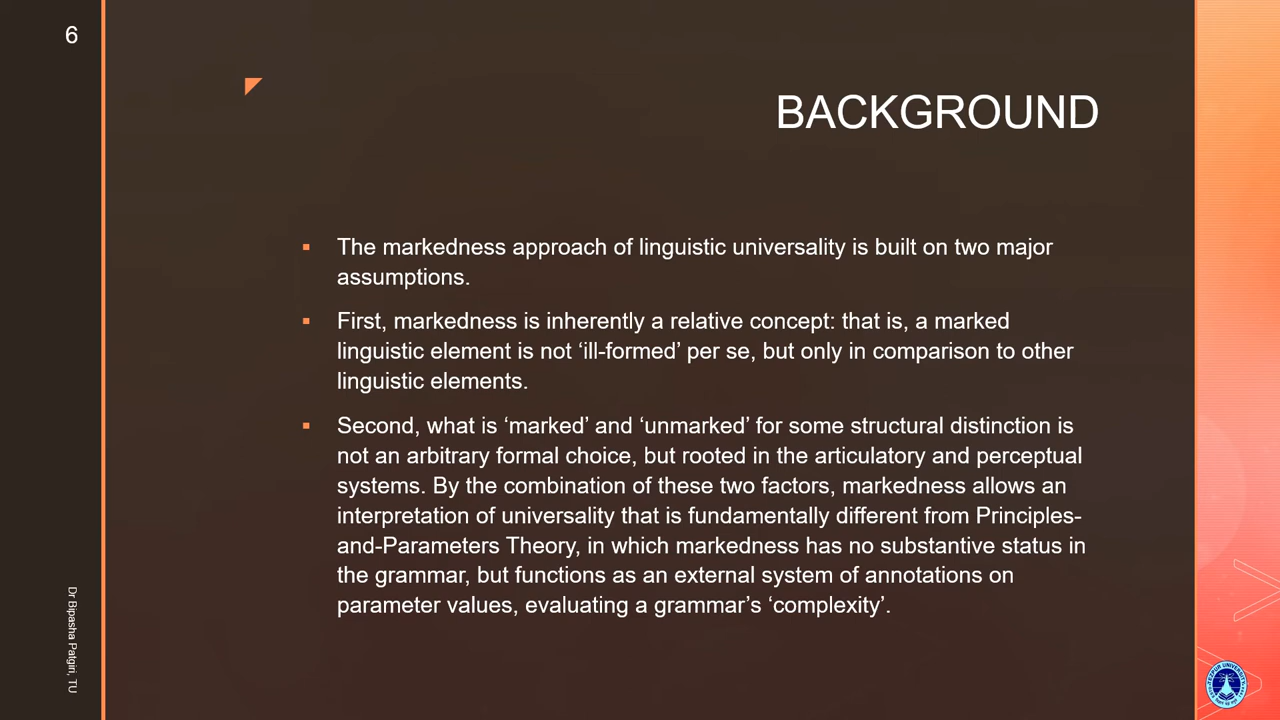 6
BACKGROUND
▪ The markedness approach of linguistic universality is built on two major
assumptions.
▪ First, markedness is inherently a relative concept: that is, a marked
linguistic element is not ‘ill-formed’ per se, but only in comparison to other
linguistic elements.
▪ Second, what is ‘marked’ and ‘unmarked’ for some structural distinction is
not an arbitrary formal choice, but rooted in the articulatory and perceptual
systems. By the combination of these two factors, markedness allows an
interpretation of universality that is fundamentally different from Principles-
and-Parameters Theory, in which markedness has no substantive status in
the grammar, but functions as an external system of annotations on
parameter values, evaluating a grammar’s ‘complexity’.
Dr Bipasha Patgiri, TU